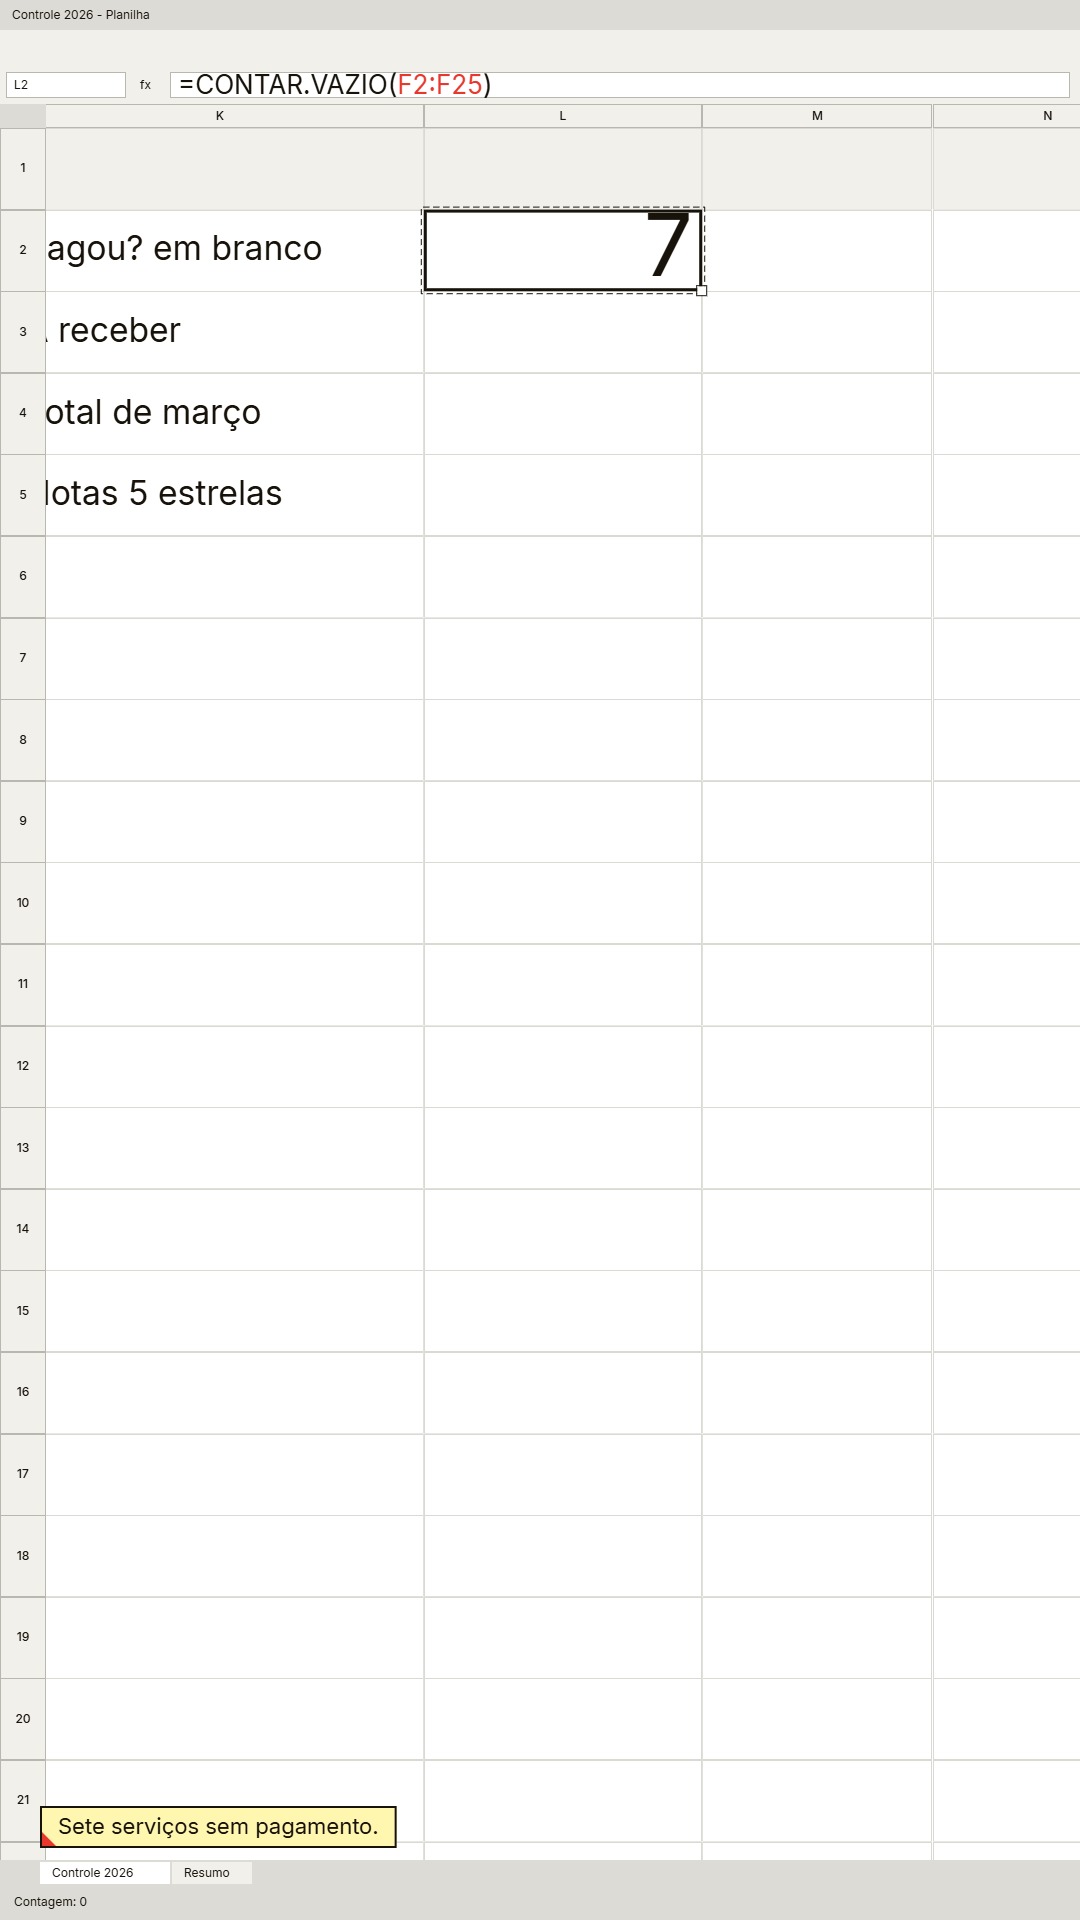 Controle 2026 - Planilha
L2 fx =CONTAR.VAZIO(F2:F25)
K L M N
1
2 agou? em branco 7
3 receber
4 otal de março
5 otas 5 estrelas
6
7
8
9
10
11
12
13
14
15
16
17
18
19
20
21
Sete serviços sem pagamento.
Controle 2026 Resumo
Contagem: 0